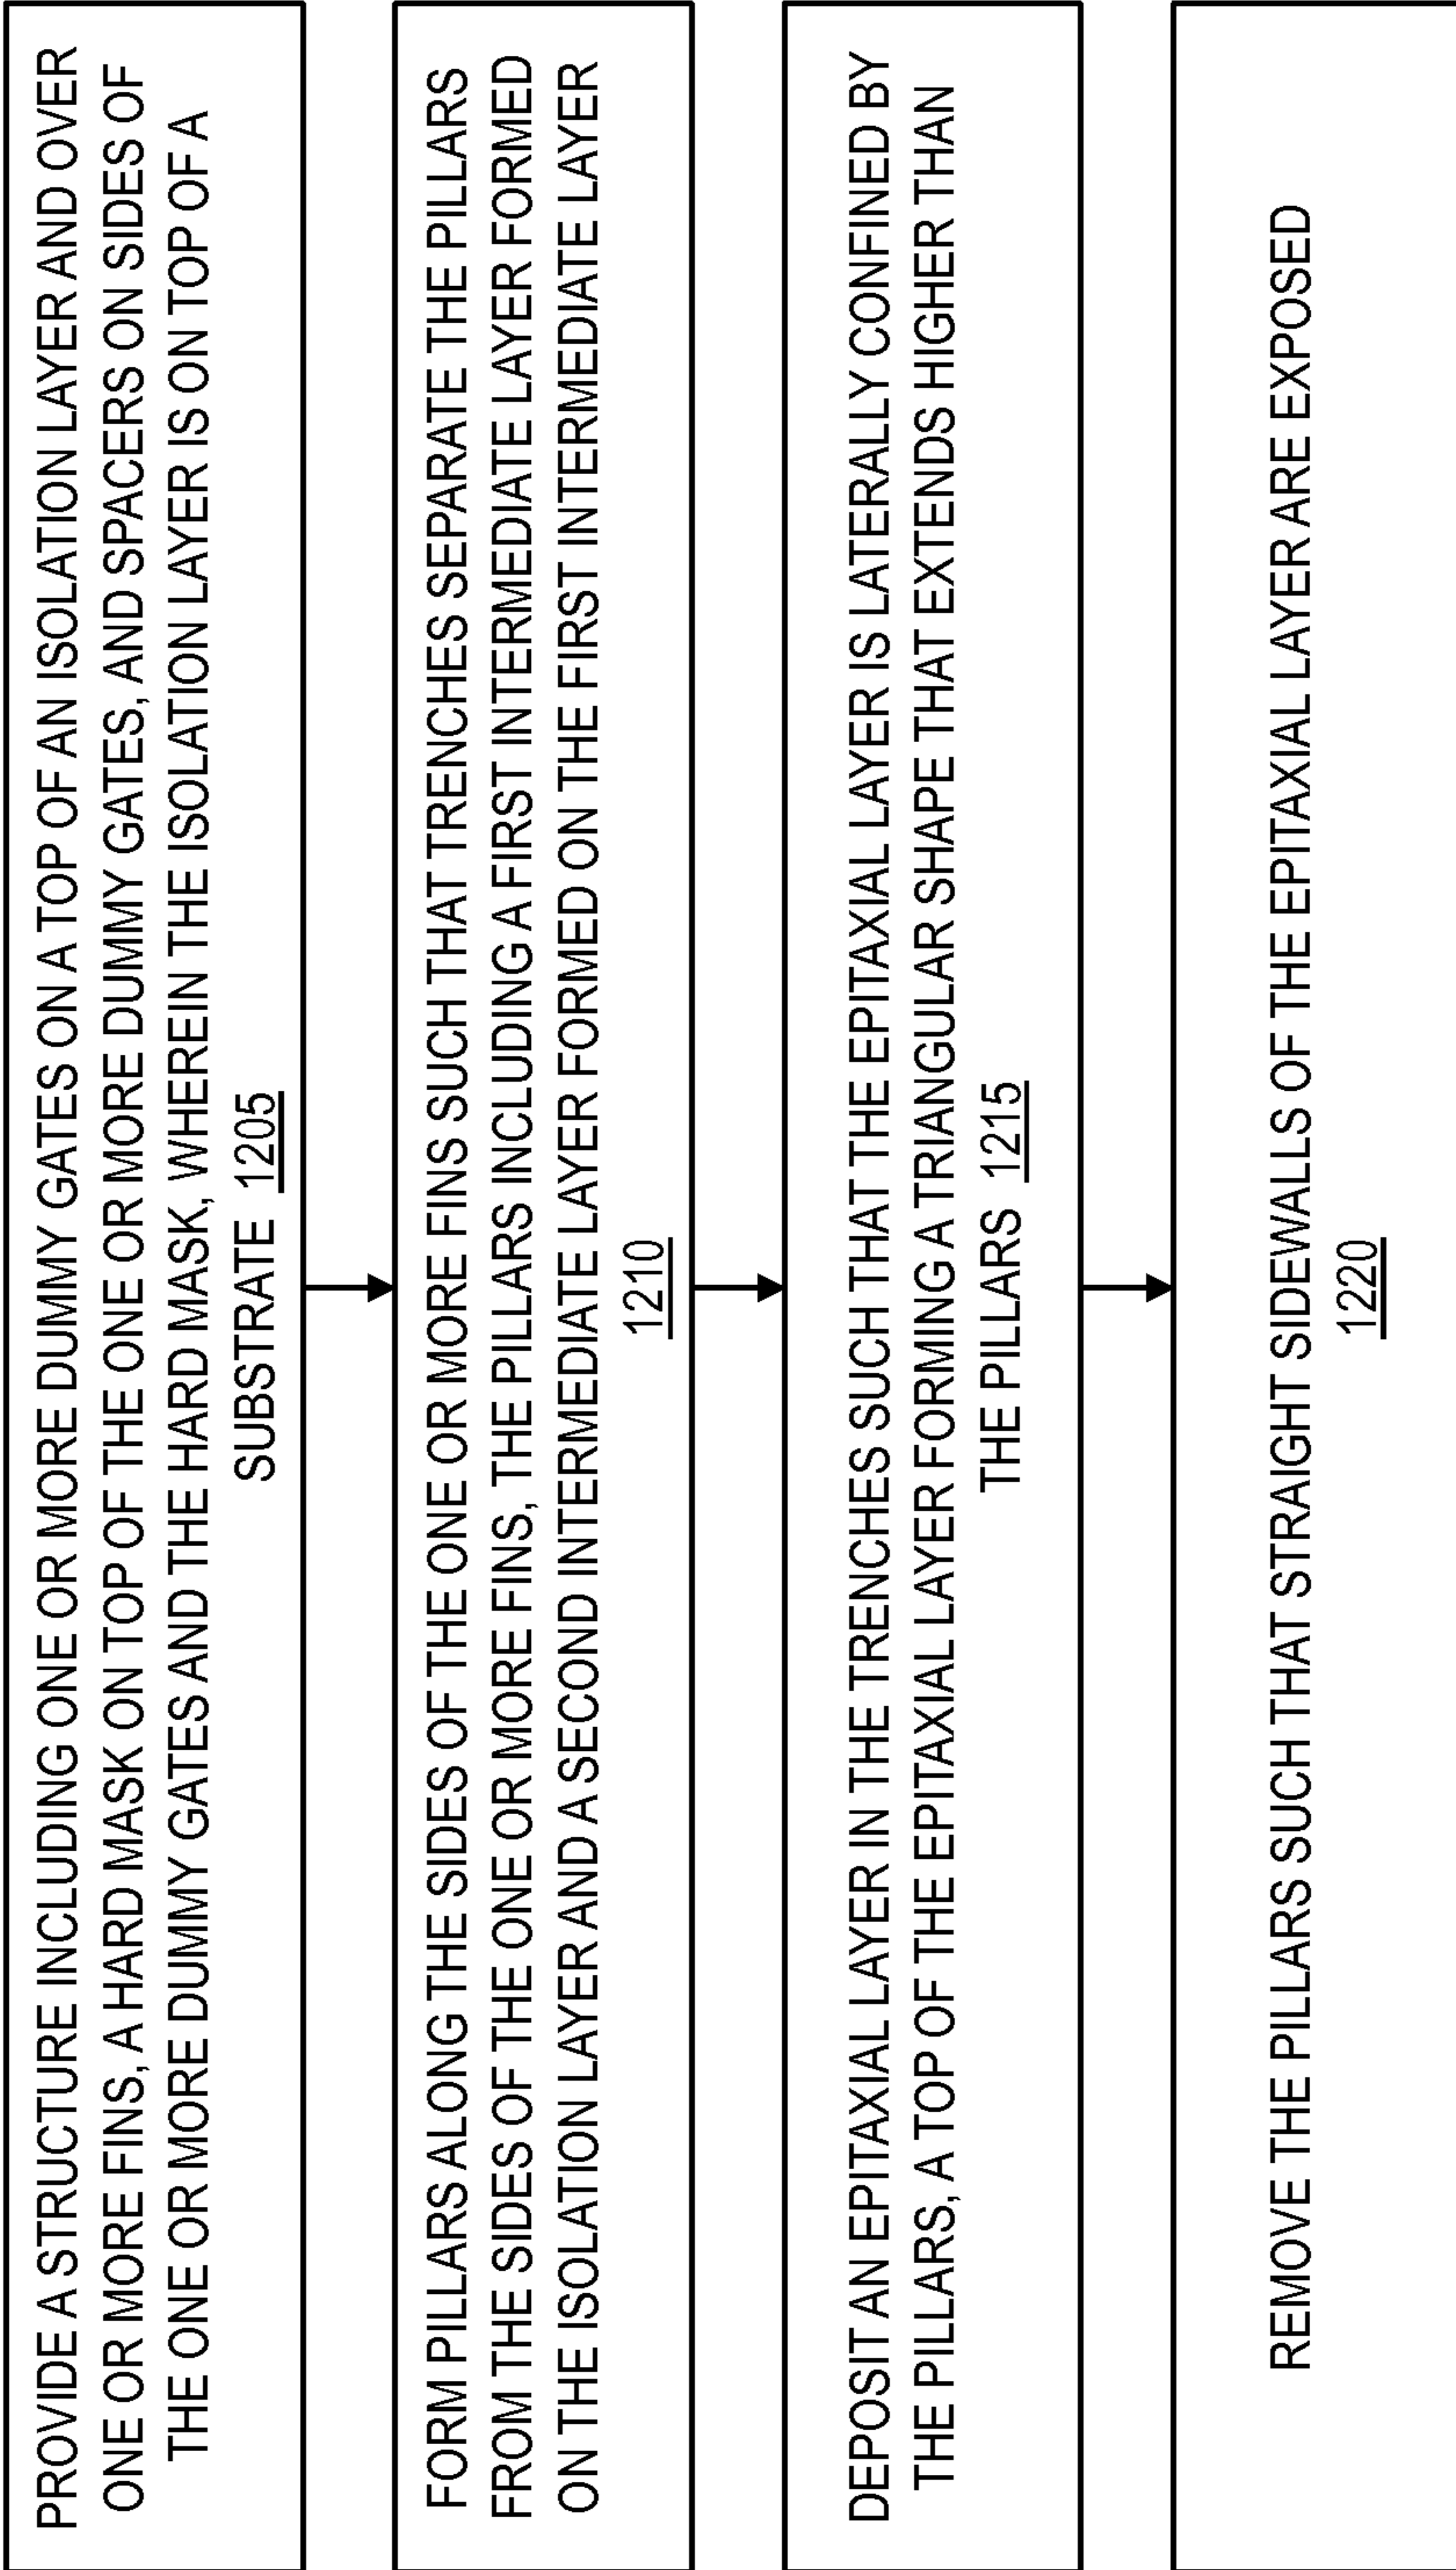 PROVIDE A STRUCTURE INCLUDING ONE OR MORE DUMMY GATES ON A TOP OF AN ISOLATION LAYER AND OVER
ONE OR MORE FINS, A HARD MASK ON TOP OF THE ONE OR MORE DUMMY GATES, AND SPACERS ON SIDES OF
THE ONE OR MORE DUMMY GATES AND THE HARD MASK, WHEREIN THE ISOLATION LAYER IS ON TOP OF A
SUBSTRATE 1205
FORM PILLARS ALONG THE SIDES OF THE ONE OR MORE FINS SUCH THAT TRENCHES SEPARATE THE PILLARS
FROM THE SIDES OF THE ONE OR MORE FINS, THE PILLARS INCLUDING A FIRST INTERMEDIATE LAYER FORMED
ON THE ISOLATION LAYER AND A SECOND INTERMEDIATE LAYER FORMED ON THE FIRST INTERMEDIATE LAYER
1210
DEPOSIT AN EPITAXIAL LAYER IN THE TRENCHES SUCH THAT THE EPITAXIAL LAYER IS LATERALLY CONFINED BY
THE PILLARS, A TOP OF THE EPITAXIAL LAYER FORMING A TRIANGULAR SHAPE THAT EXTENDS HIGHER THAN
THE PILLARS 1215
REMOVE THE PILLARS SUCH THAT STRAIGHT SIDEWALLS OF THE EPITAXIAL LAYER ARE EXPOSED
1220